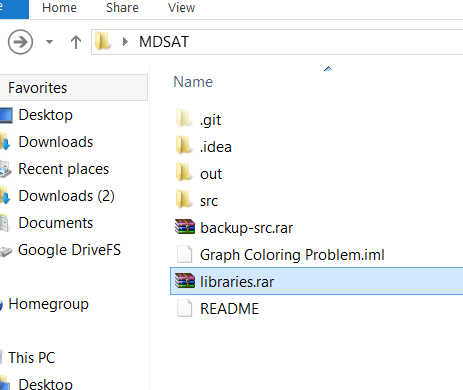 Home Share View
MDSAT
Favorites
Desktop
Downloads
Recent places
Downloads (2)
Documents
Google DriveFS
Homegroup
This PC
Desktop
Name
.git
.idea
out
src
backup-src.rar
Graph Coloring Problem.iml
libraries.rar
README